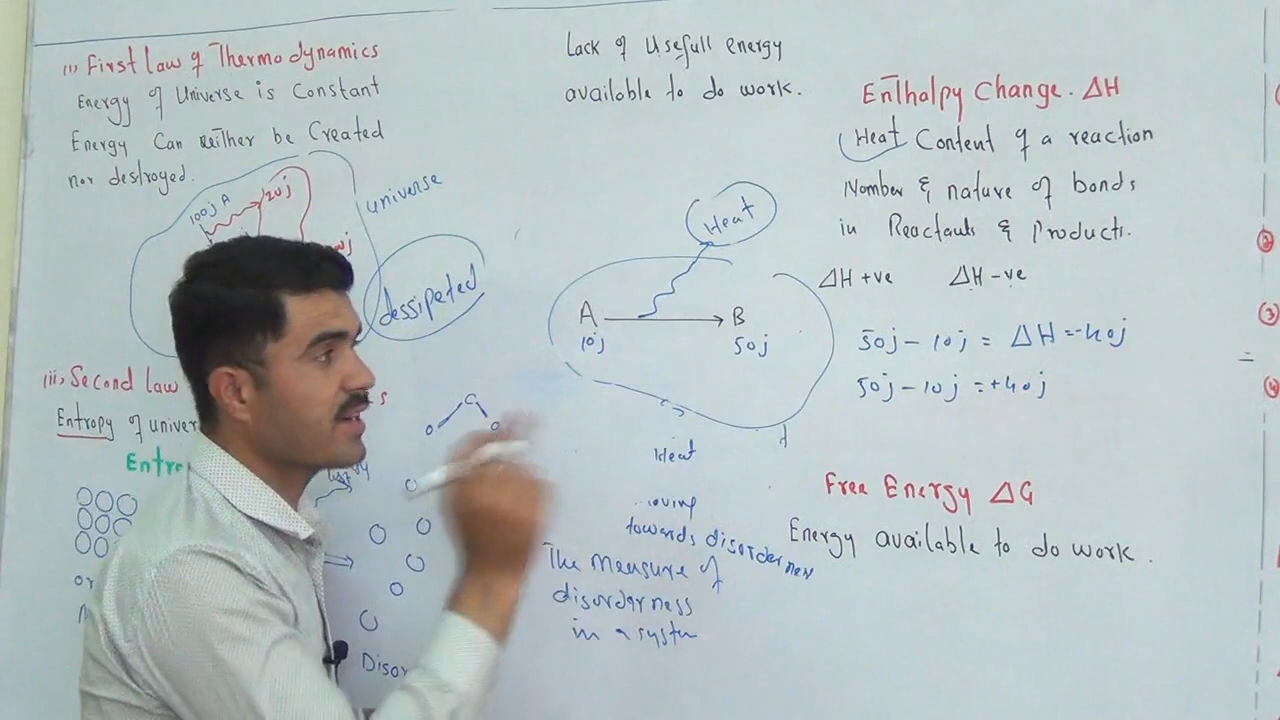 (i) First Law of Thermodynamics
Energy of Universe is Constant
Energy Can neither be Created
nor destroyed.
100j A
20j
universe
dessipated
(ii) Second Law
s
Entropy of univer
Entro
Disor
Lack of Usefull energy
available to do work.
Heat
A
B
10j
50j
Heat
moving
towards disorderness
The Measure of
disorderness
in a system
Enthalpy Change. ΔH
Heat Content of a reaction
Number & nature of bonds
in Reactants & Products.
ΔH +ve ΔH -ve
50j - 10j = ΔH = -40j
50j - 10j = +40j
Free Energy ΔG
Energy available to do work.
C
O
O
2
3
4